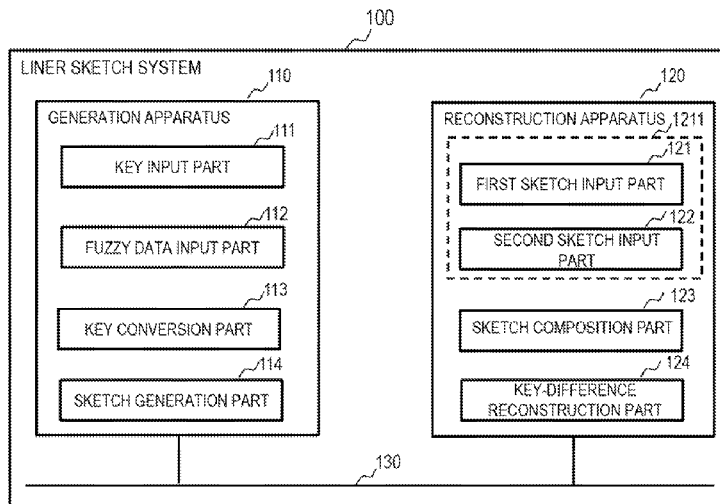 100
LINER SKETCH SYSTEM
110
GENERATION APPARATUS
111
KEY INPUT PART
112
FUZZY DATA INPUT PART
113
KEY CONVERSION PART
114
SKETCH GENERATION PART
120
RECONSTRUCTION APPARATUS
1211
121
FIRST SKETCH INPUT PART
122
SECOND SKETCH INPUT
PART
123
SKETCH COMPOSITION PART
124
KEY-DIFFERENCE
RECONSTRUCTION PART
130